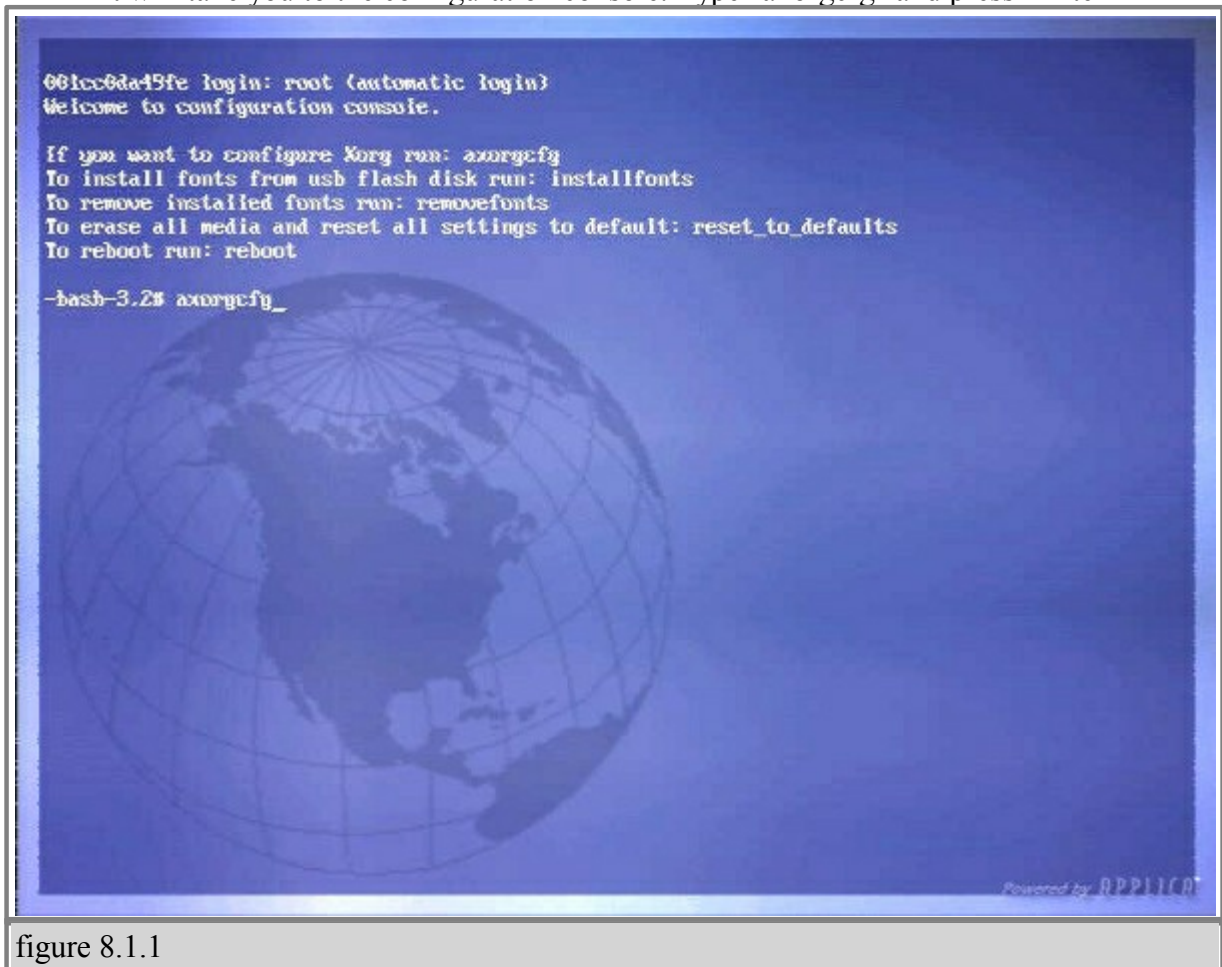 001cc0da45fe login: root (automatic login)
Welcome to configuration console.
If you want to configure Xorg run: axorgcfg
To install fonts from usb flash disk run: installfonts
To remove installed fonts run: removefonts
To erase all media and reset all settings to default: reset_to_defaults
To reboot run: reboot
-bash-3.2# axorgcfg_
Powered by APPLICA
figure 8.1.1